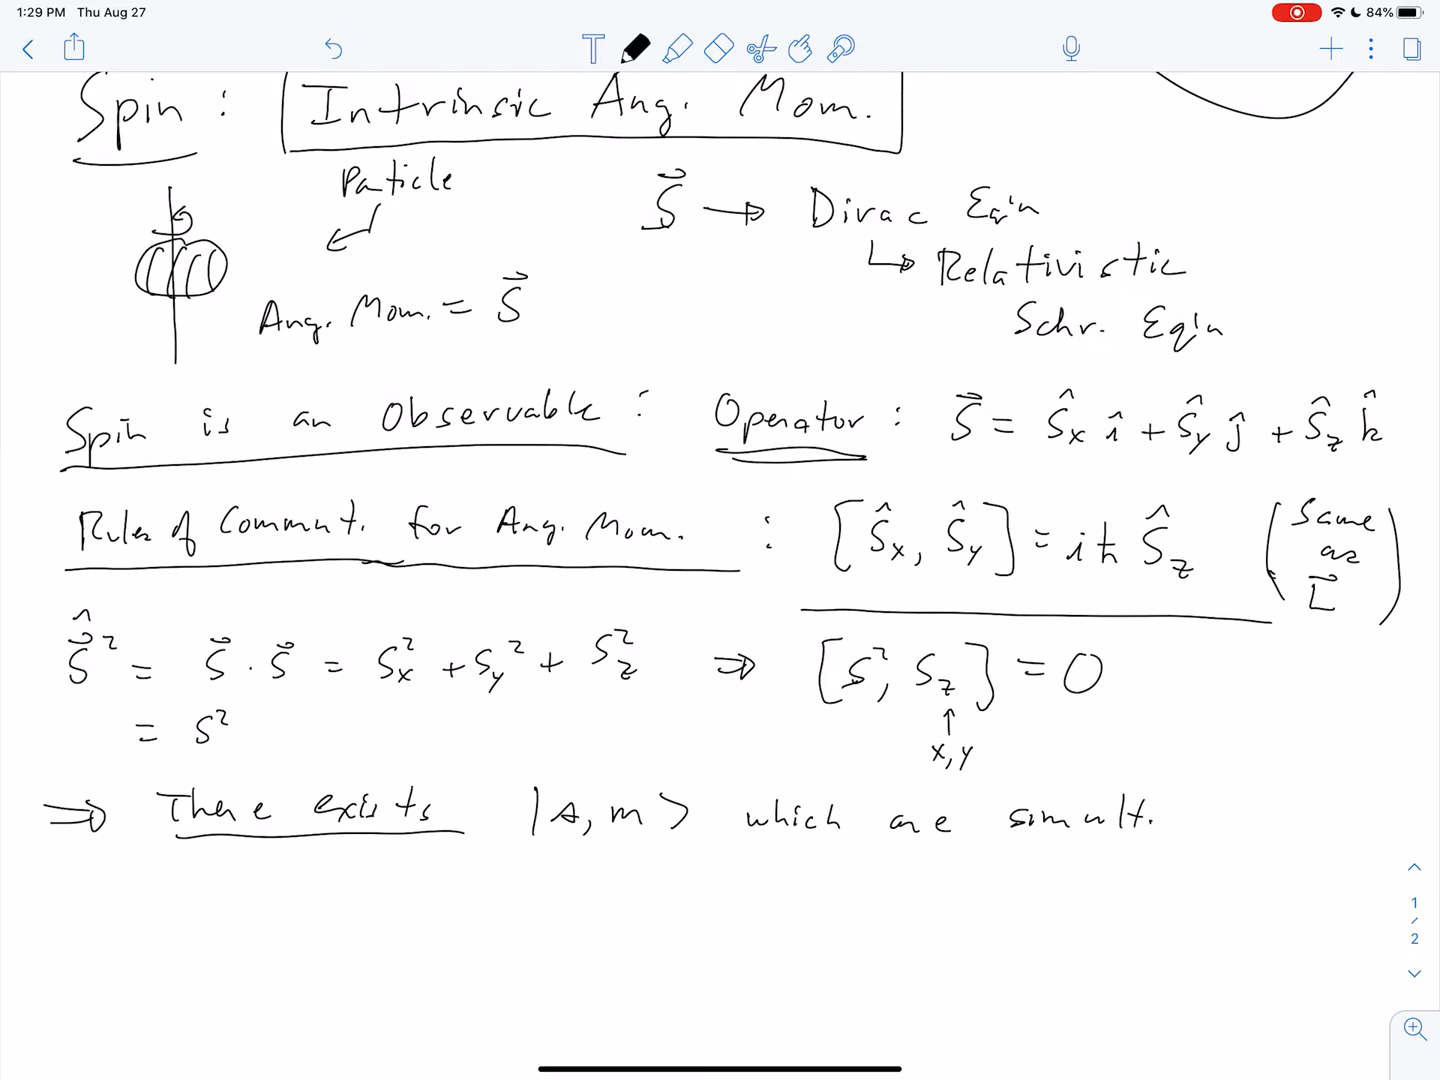 1:29 PM Thu Aug 27 84%
T
Spin : Intrinsic Ang. Mom.
Particle
S⃗ → Dirac Eq'n
↳ Relativistic
Schr. Eq'n
Ang. Mom. = S⃗
Spin is an Observable : Operator : S⃗ = Ŝx î + Ŝy ĵ + Ŝz k̂
Rules of Commut. for Ang. Mom. : [Ŝx, Ŝy] = iħ Ŝz (Same as L⃗)
S⃗̂² = S⃗ · S⃗ = Sx² + Sy² + Sz² ⇒ [S², Sz] = 0
↑
x, y
= S²
⇒ There exists |s, m> which are simult.
1
/
2